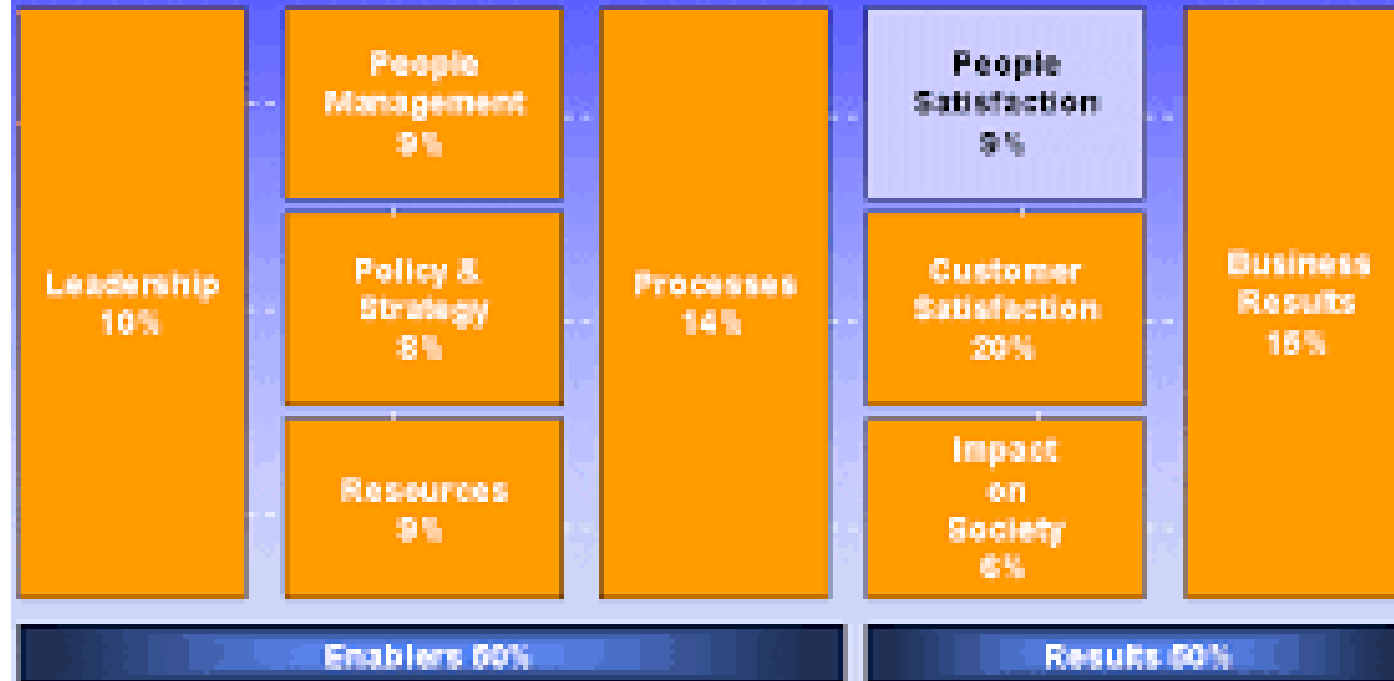 People
Management
9%
People
Satisfaction
9%
Leadership
10%
Policy &
Strategy
8%
Processes
14%
Customer
Satisfaction
20%
Business
Results
15%
Resources
9%
Impact
on
Society
6%
Enablers 50%
Results 50%